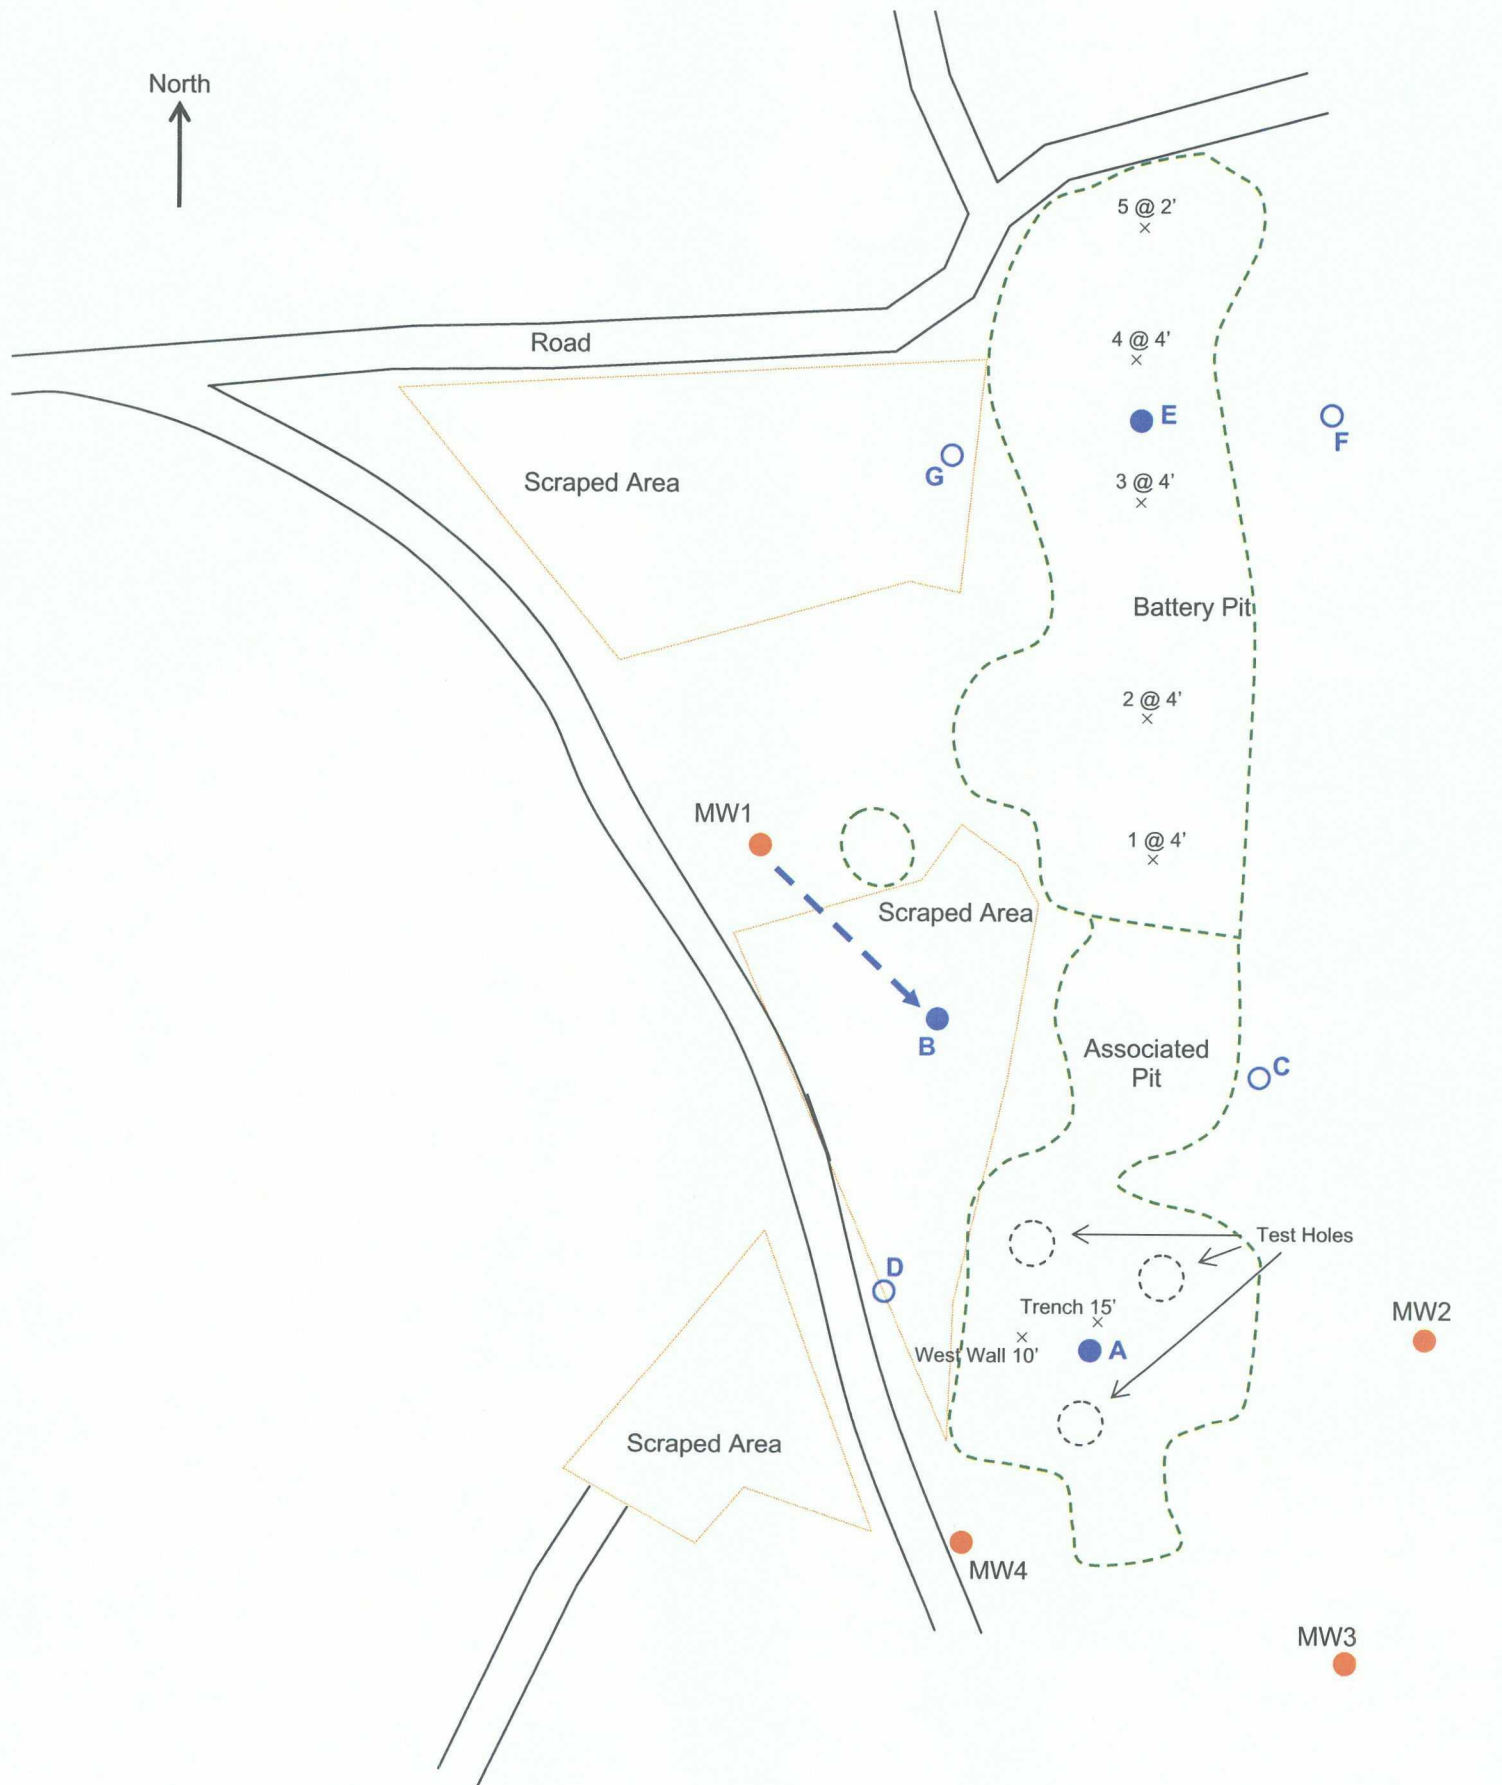 North
5 @ 2’
Road
4 @ 4’
E
F
G
Scraped Area
3 @ 4’
Battery Pit
2 @ 4’
MW1
1 @ 4’
Scraped Area
B
Associated
Pit
C
Test Holes
D
Trench 15’
MW2
West Wall 10’
A
Scraped Area
MW4
MW3